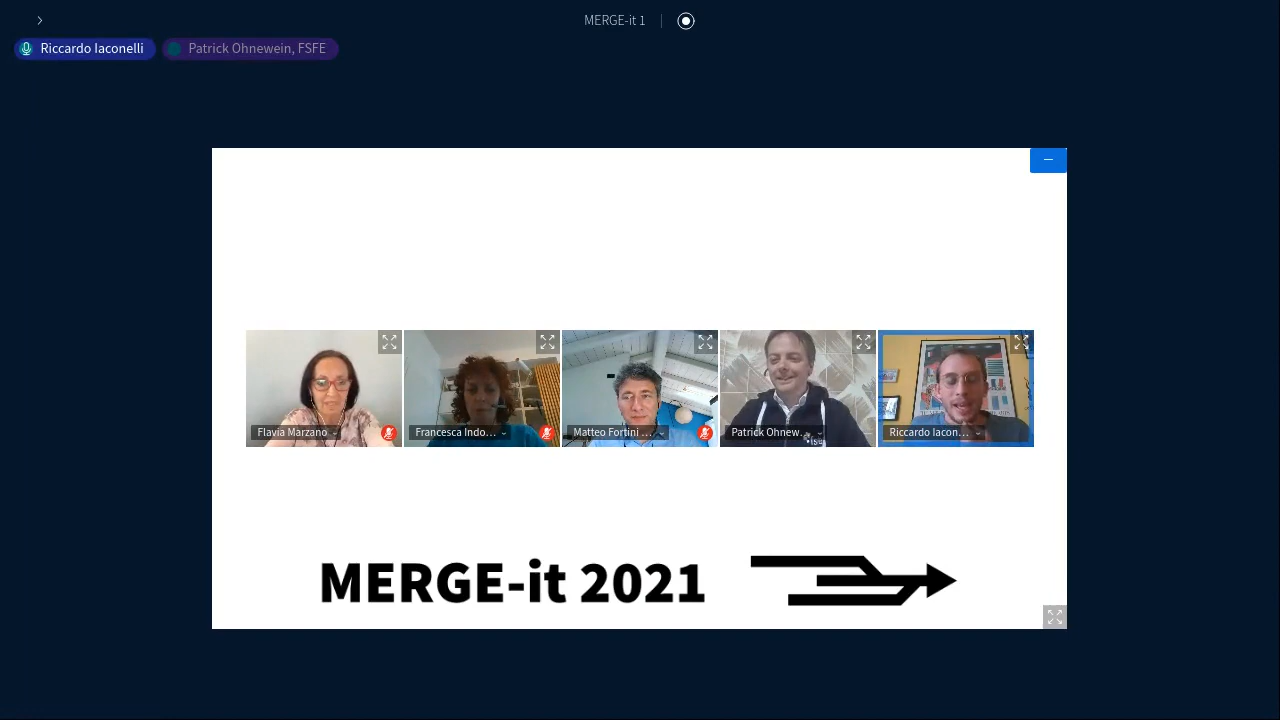 MERGE-it 1
Riccardo Iaconelli
Patrick Ohnewein, FSFE
Flavia Marzano
Francesca Indo...
Matteo Fortini ...
Patrick Ohnew...
Riccardo Iacon...
MERGE-it 2021